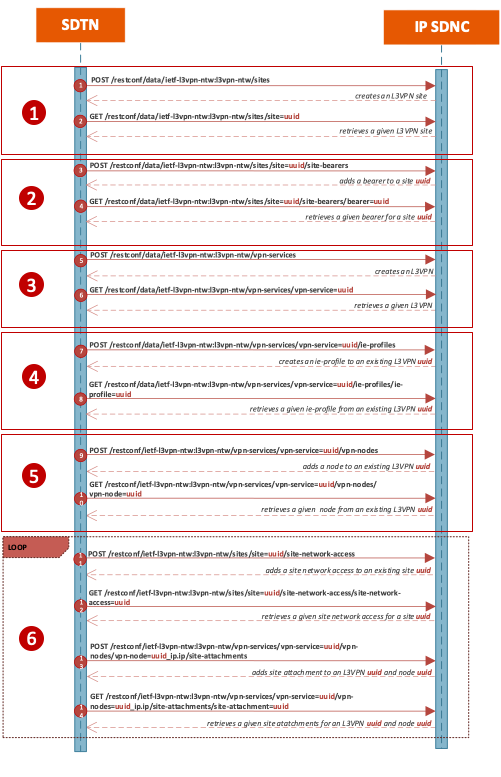 SDTN
IP SDNC
1
1 POST /restconf/data/ietf-l3vpn-ntw:l3vpn-ntw/sites
creates an L3VPN site
2 GET /restconf/data/ietf-l3vpn-ntw:l3vpn-ntw/sites/site=uuid
retrieves a given L3VPN site
2
3 POST /restconf/data/ietf-l3vpn-ntw:l3vpn-ntw/sites/site=uuid/site-bearers
adds a bearer to a site uuid
4 GET /restconf/data/ietf-l3vpn-ntw:l3vpn-ntw/sites/site=uuid/site-bearers/bearer=uuid
retrieves a given bearer for a site uuid
3
5 POST /restconf/data/ietf-l3vpn-ntw:l3vpn-ntw/vpn-services
creates an L3VPN
6 GET /restconf/data/ietf-l3vpn-ntw:l3vpn-ntw/vpn-services/vpn-service=uuid
retrieves a given L3VPN
4
7 POST /restconf/data/ietf-l3vpn-ntw:l3vpn-ntw/vpn-services/vpn-service=uuid/ie-profiles
creates an ie-profile to an existing L3VPN uuid
GET /restconf/data/ietf-l3vpn-ntw:l3vpn-ntw/vpn-services/vpn-service=uuid/ie-profiles/ie-
8 profile=uuid
retrieves a given ie-profile from an existing L3VPN uuid
5
9 POST /restconf/ietf-l3vpn-ntw:l3vpn-ntw/vpn-services/vpn-service=uuid/vpn-nodes
adds a node to an existing L3VPN uuid
GET /restconf/ietf-l3vpn-ntw:l3vpn-ntw/vpn-services/vpn-service=uuid/vpn-nodes/
10 vpn-node=uuid
retrieves a given node from an existing L3VPN uuid
LOOP
6
11 POST /restconf/ietf-l3vpn-ntw:l3vpn-ntw/sites/site=uuid/site-network-access
adds a site network access to an existing site uuid
GET /restconf/ietf-l3vpn-ntw:l3vpn-ntw/sites/site=uuid/site-network-access/site-network-
12 access=uuid
retrieves a given site network access for a site uuid
POST /restconf/ietf-l3vpn-ntw:l3vpn-ntw/vpn-services/vpn-service=uuid/vpn-
13 nodes/vpn-node=uuid_ip.ip/site-attachments
adds site attachment to an L3VPN uuid and node uuid
GET /restconf/ietf-l3vpn-ntw:l3vpn-ntw/vpn-services/vpn-service=uuid/vpn-
14 nodes=uuid_ip.ip/site-attachments/site-attachment=uuid
retrieves a given site atatchments for an L3VPN uuid and node uuid